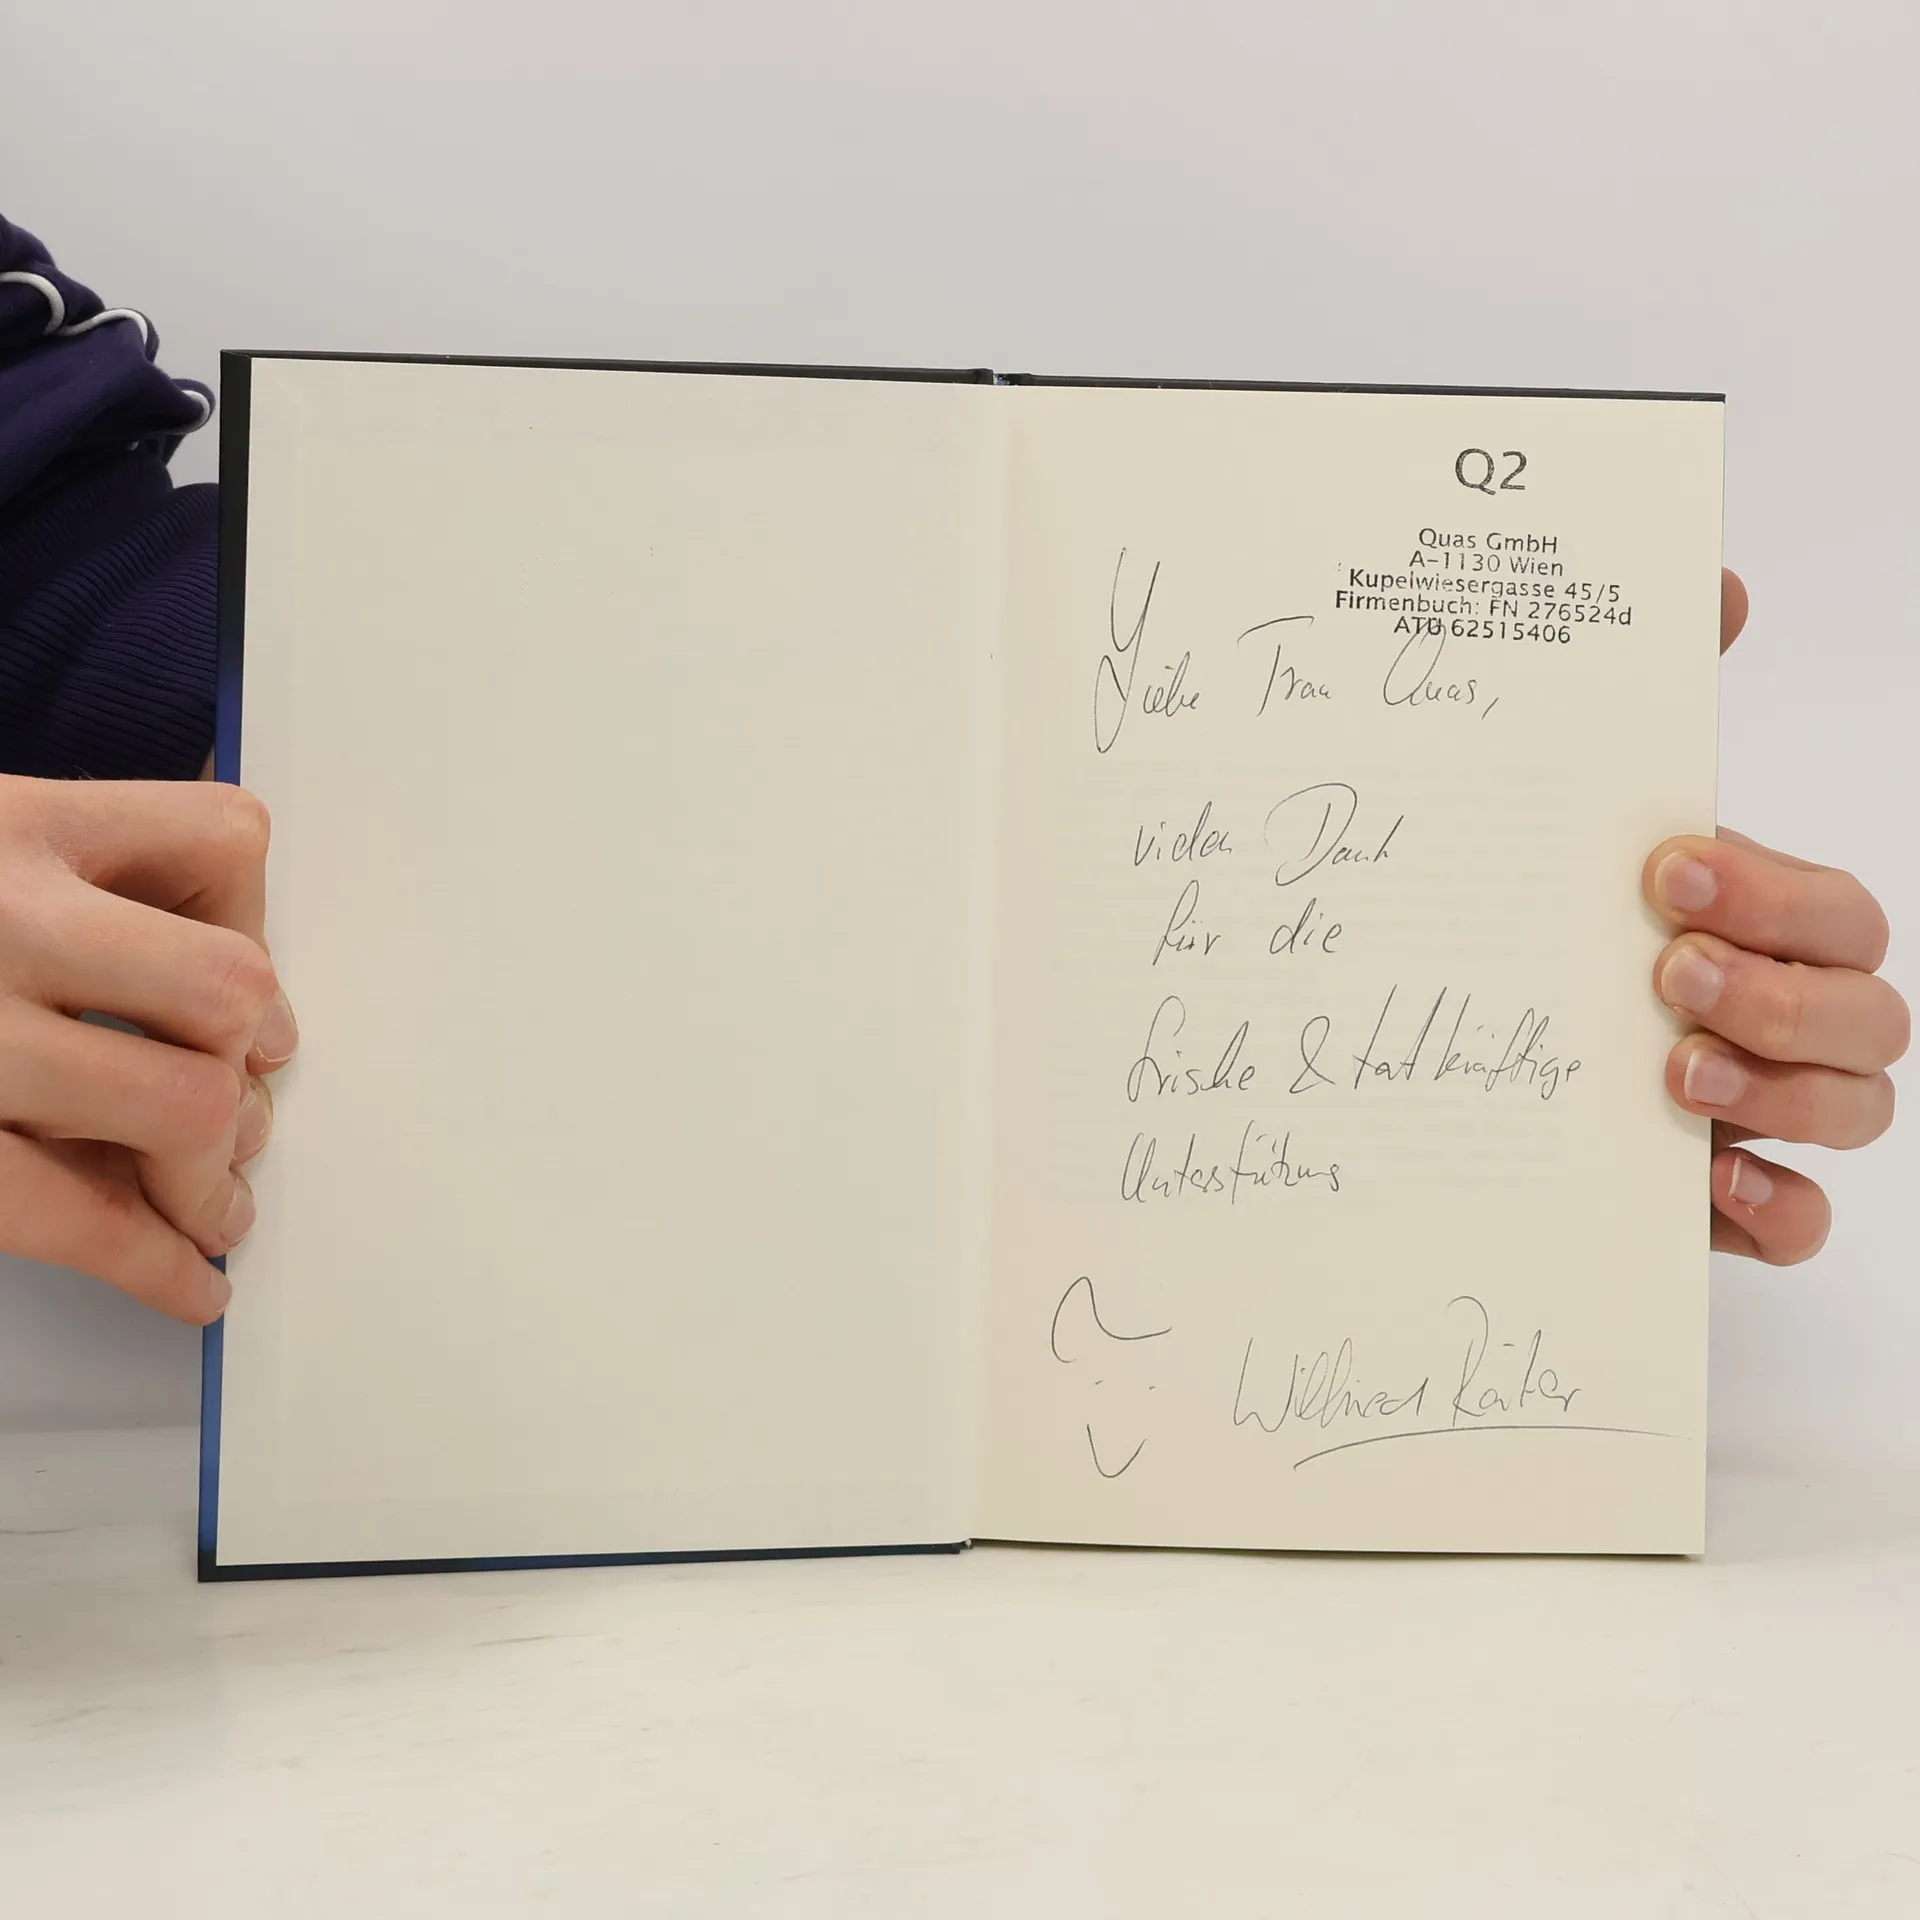 Q2
Quas GmbH
A-1130 Wien
Kupelwiesergasse 45/5
Firmenbuch: FN 276524d
ATU 62515406
Liebe Frau Quas,
vielen Dank
für die
frische & tatkräftige
Unterstützung
Wilfried